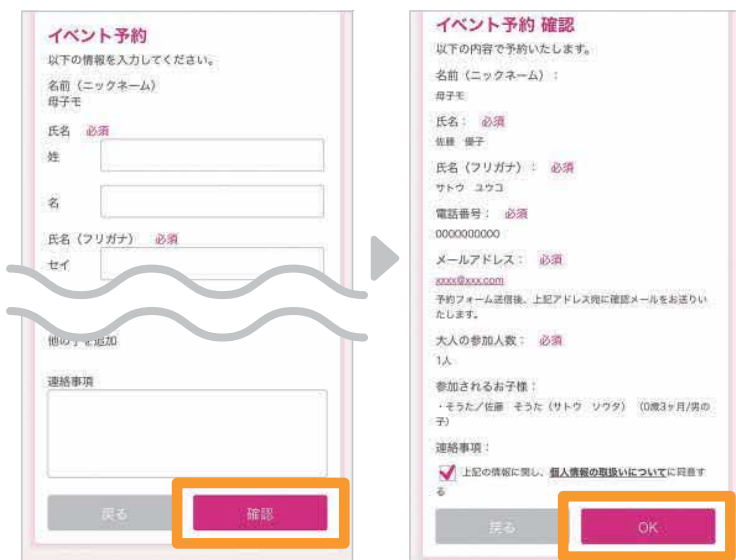 イベント予約
以下の情報を入力してください。
名前（ニックネーム）
母子モ
氏名 必須
姓
名
氏名（フリガナ） 必須
セイ
他の子を追加
連絡事項
戻る 確認
イベント予約 確認
以下の内容で予約いたします。
名前（ニックネーム）：
母子モ
氏名： 必須
佐藤 優子
氏名（フリガナ）： 必須
サトウ ユウコ
電話番号： 必須
0000000000
メールアドレス： 必須
xxxx@xxx.com
予約フォーム送信後、上記アドレス宛に確認メールをお送りい
たします。
大人の参加人数： 必須
1人
参加されるお子様：
・そうた／佐藤 そうた（サトウ ソウタ）（0歳3ヶ月/男の
子）
連絡事項：
上記の情報に関し、個人情報の取扱いについてに同意す
る
戻る OK